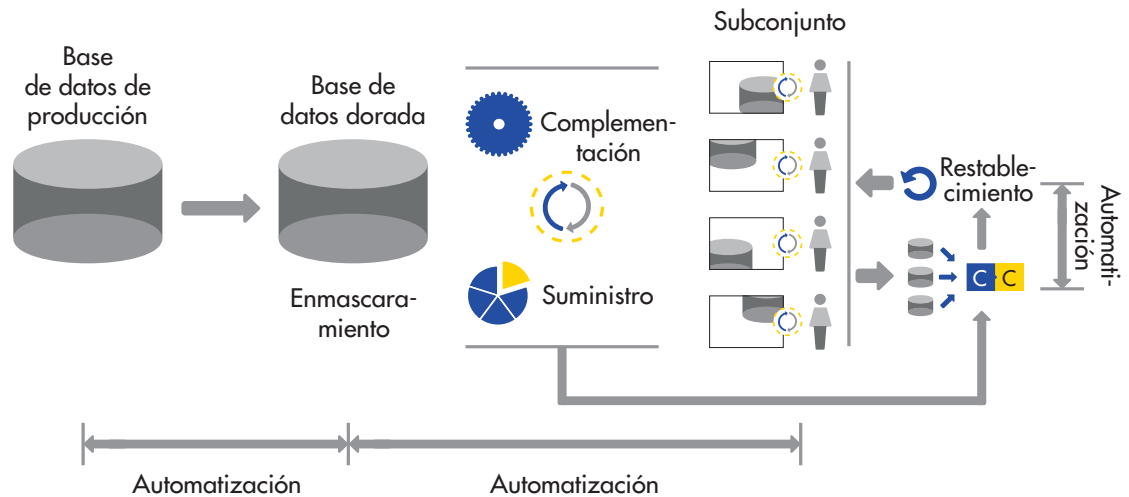 Base
de datos de
producción
Base de
datos dorada
Enmascara-
miento
Complemen-
tación
Suministro
Subconjunto
Restable-
cimiento
C C
Automati-
zación
Automatización
Automatización